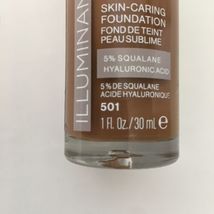 ILLUMINAN
SKIN-CARING
FOUNDATION
FOND DE TEINT
PEAU SUBLIME
5% SQUALANE
HYALURONIC ACID
5% DE SQUALANE
ACIDE HYALURONIQUE
501
1 FL. Oz. / 30 mL ℮